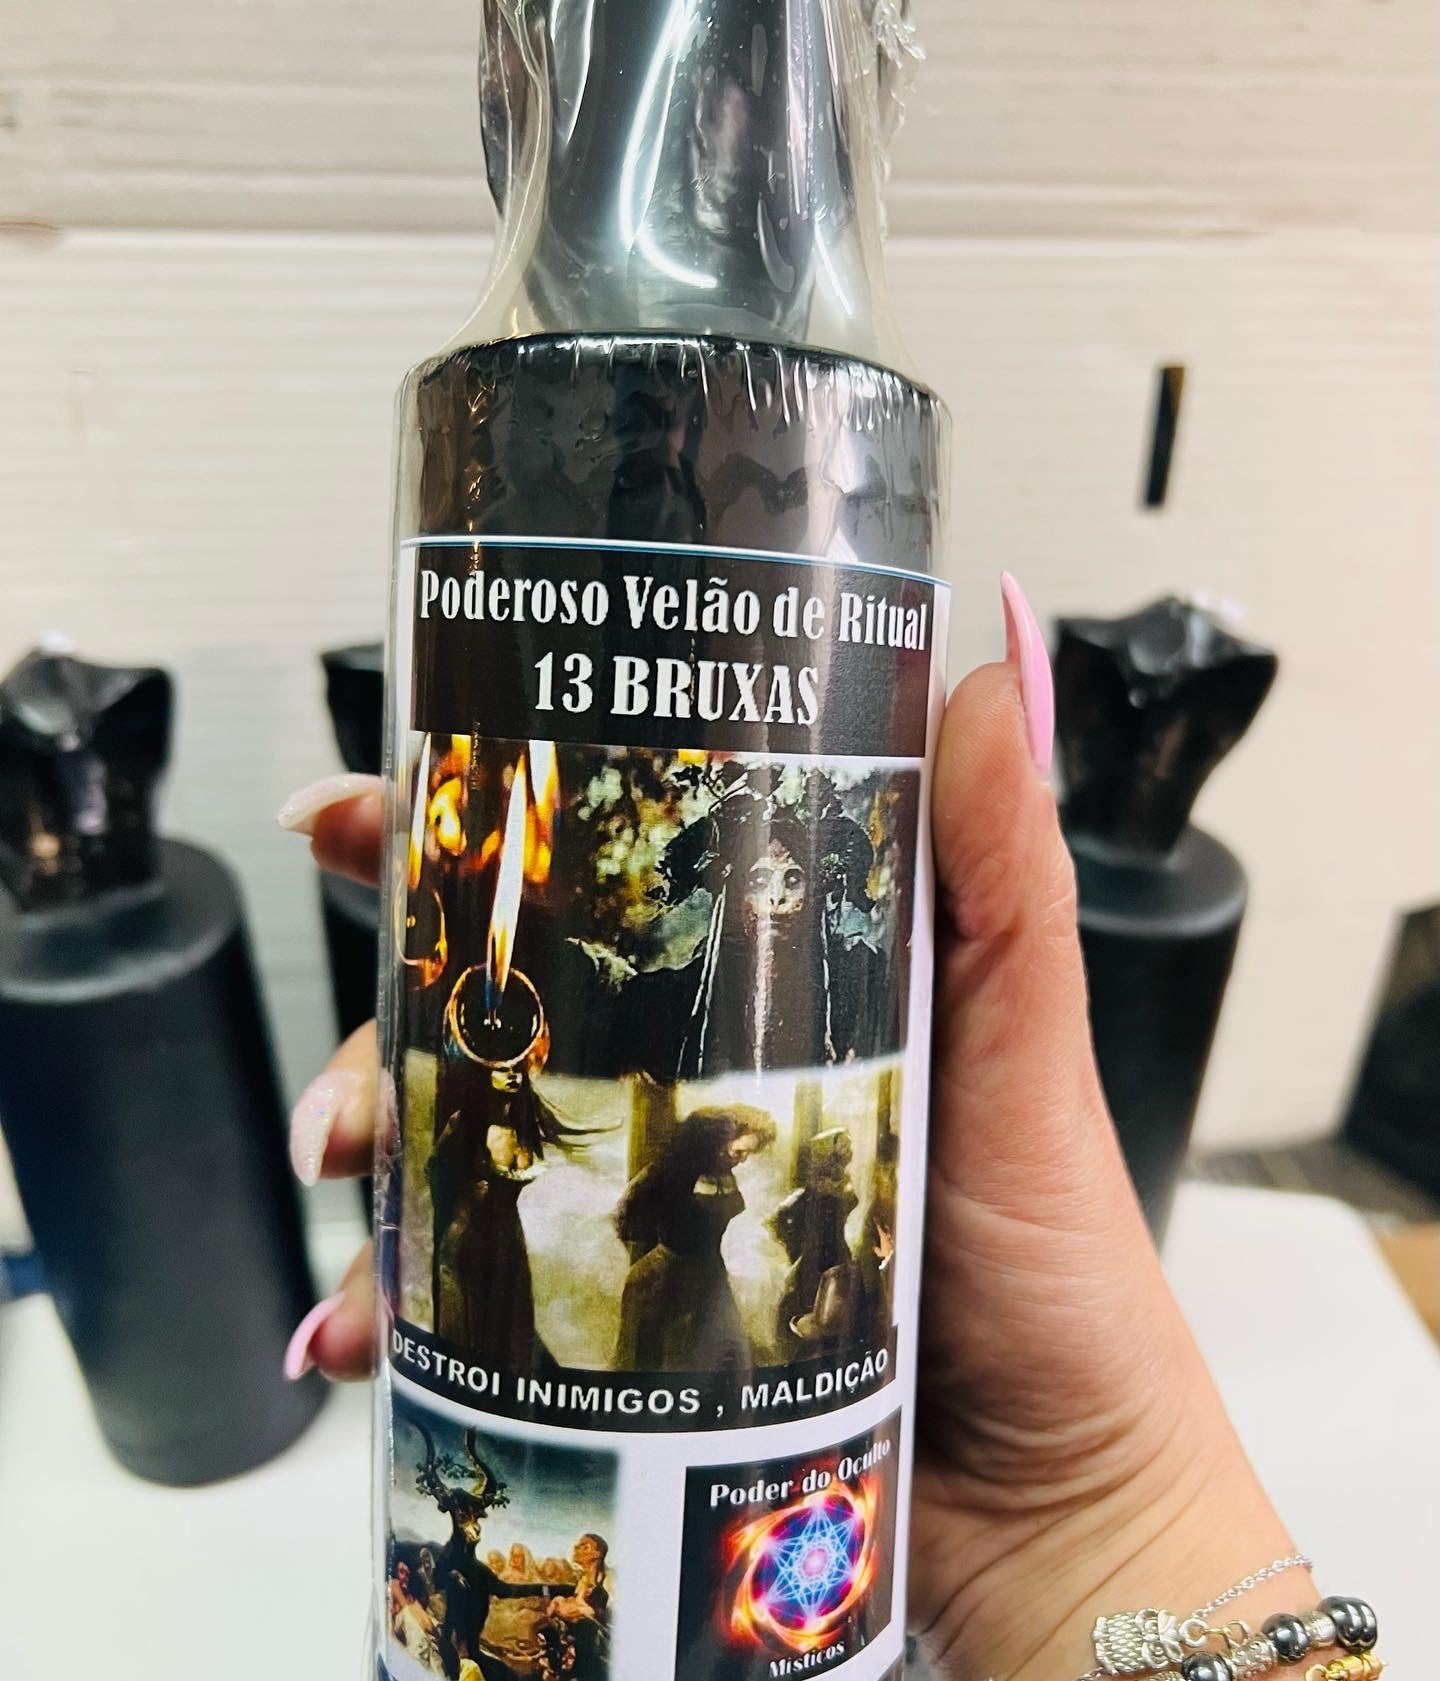 Poderoso Velão de Ritual
13 BRUXAS
DESTROI INIMIGOS , MALDIÇÃO
Poder do Oculto
Místicos